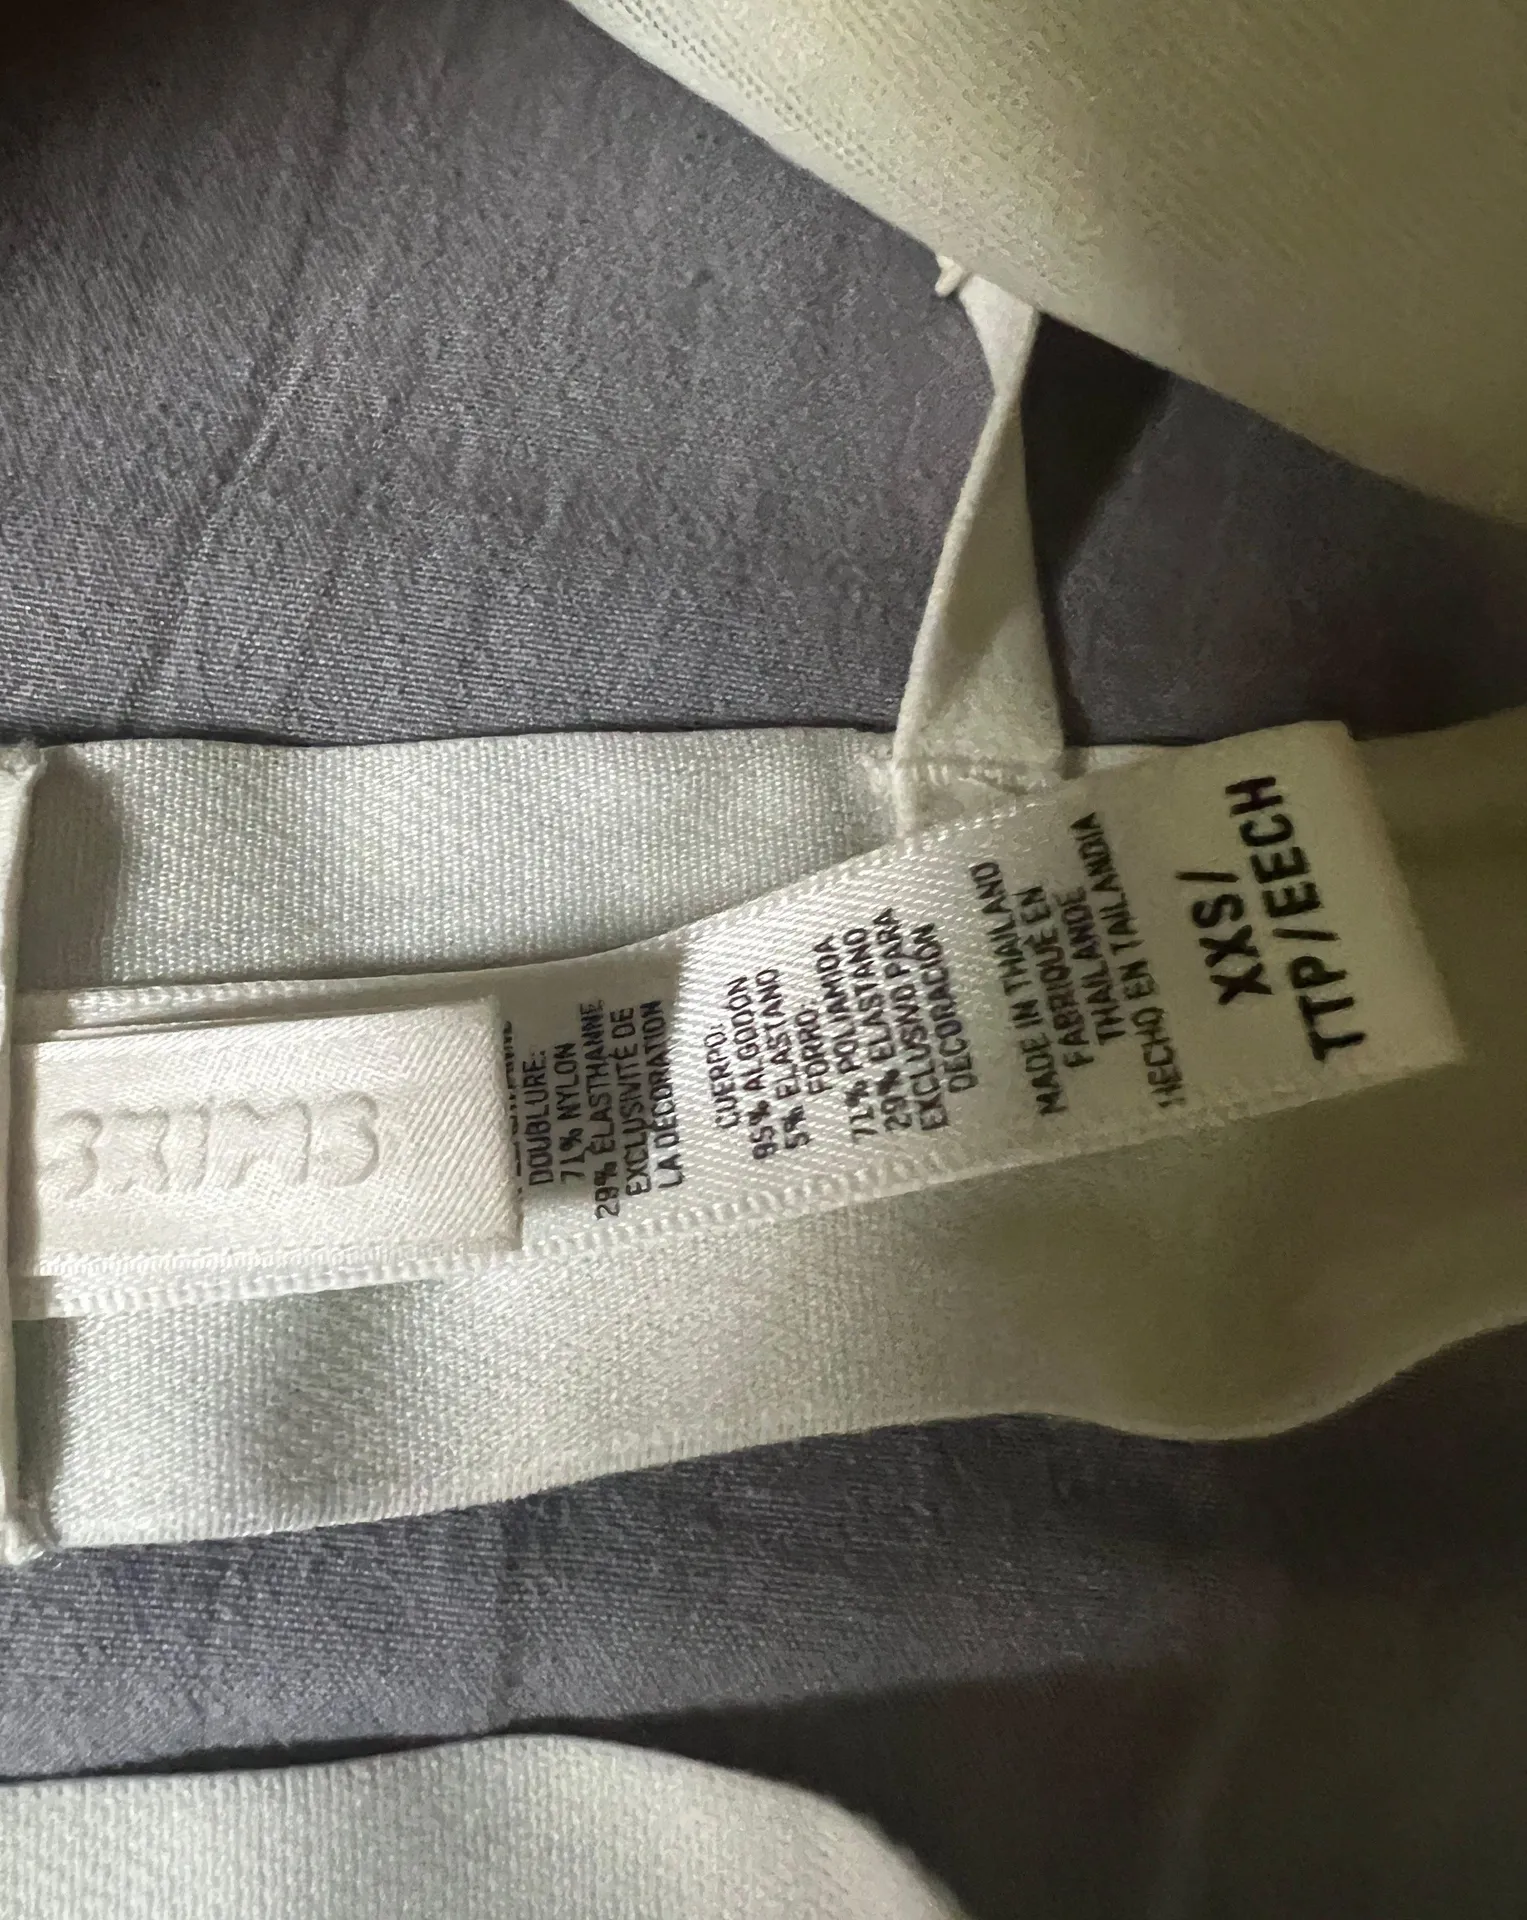 SKIMS
DOUBLURE:
71% NYLON
29% ÉLASTHANNE
EXCLUSIVITÉ DE
LA DÉCORATION
CUERPO:
95% ALGODÓN
5% ELASTANO
FORRO:
71% POLIAMIDA
29% ELASTANO
EXCLUSIVO PARA
DECORACIÓN
MADE IN THAILAND
FABRIQUÉ EN
THAÏLANDE
HECHO EN TAILANDIA
XXS/
TTP/EECH